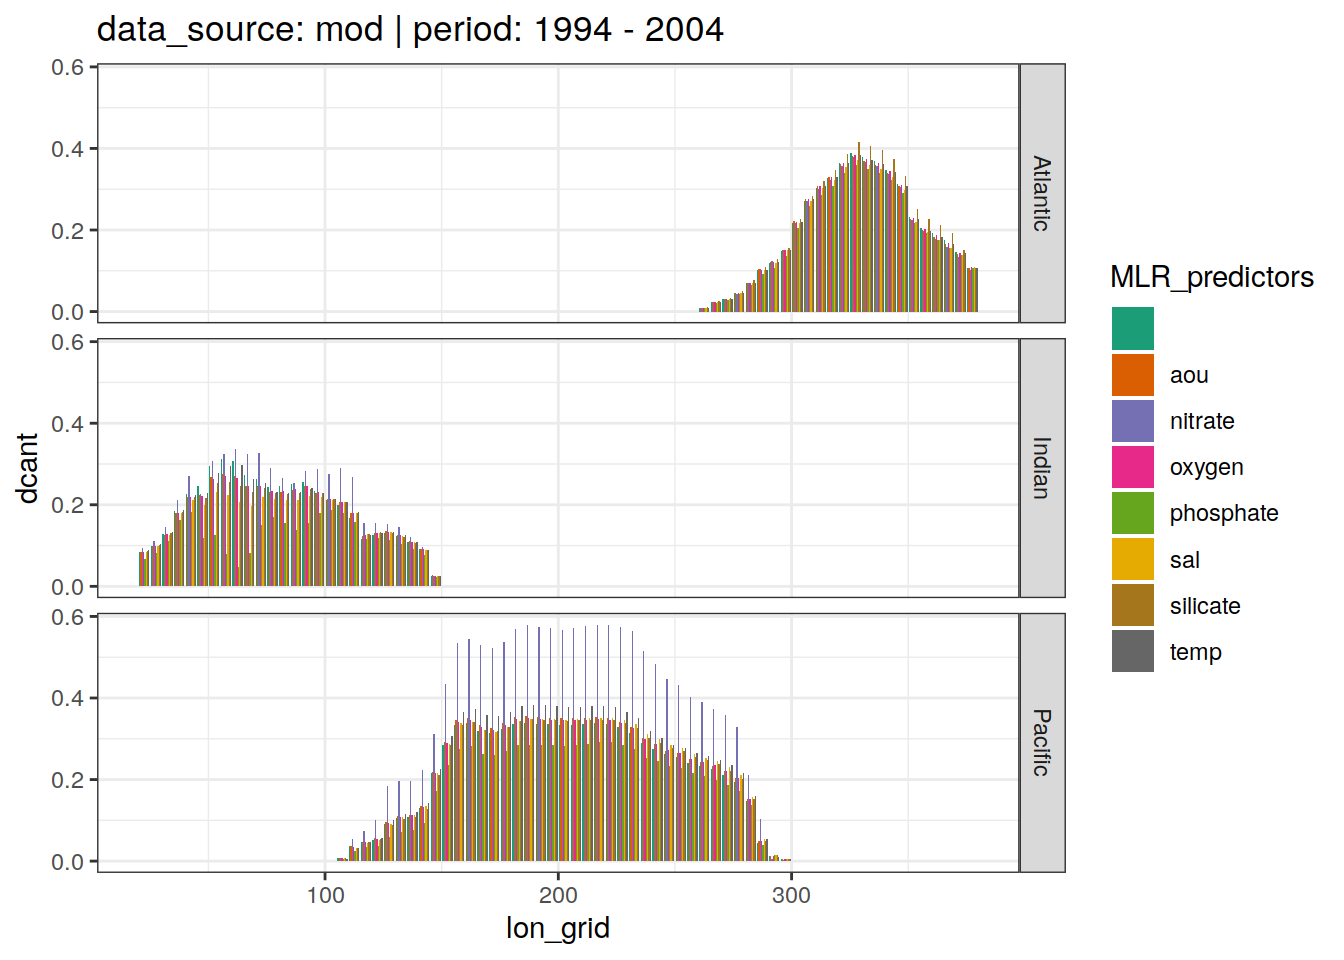 data_source: mod | period: 1994 - 2004
0.6
0.4
0.2
0.0
Atlantic
0.6
0.4
0.2
0.0
Indian
0.6
0.4
0.2
0.0
Pacific
dcant
100 200 300
lon_grid
MLR_predictors
aou
nitrate
oxygen
phosphate
sal
silicate
temp